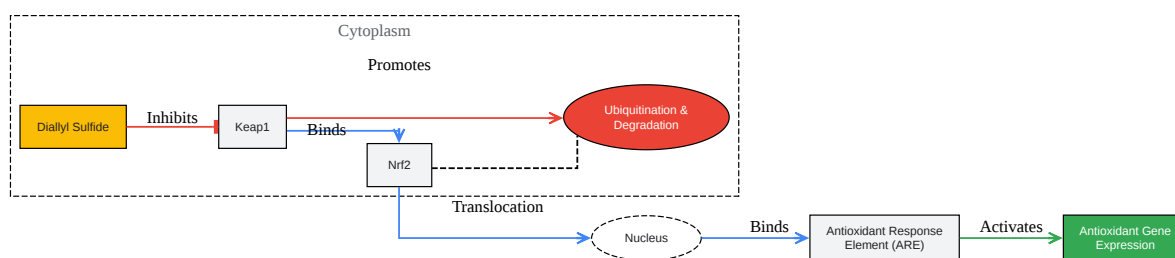 Cytoplasm
Promotes
Ubiquitination &
Degradation
Diallyl Sulfide
Inhibits
Keap1
Binds
Nrf2
Translocation
Nucleus
Binds
Antioxidant Response
Element (ARE)
Activates
Antioxidant Gene
Expression